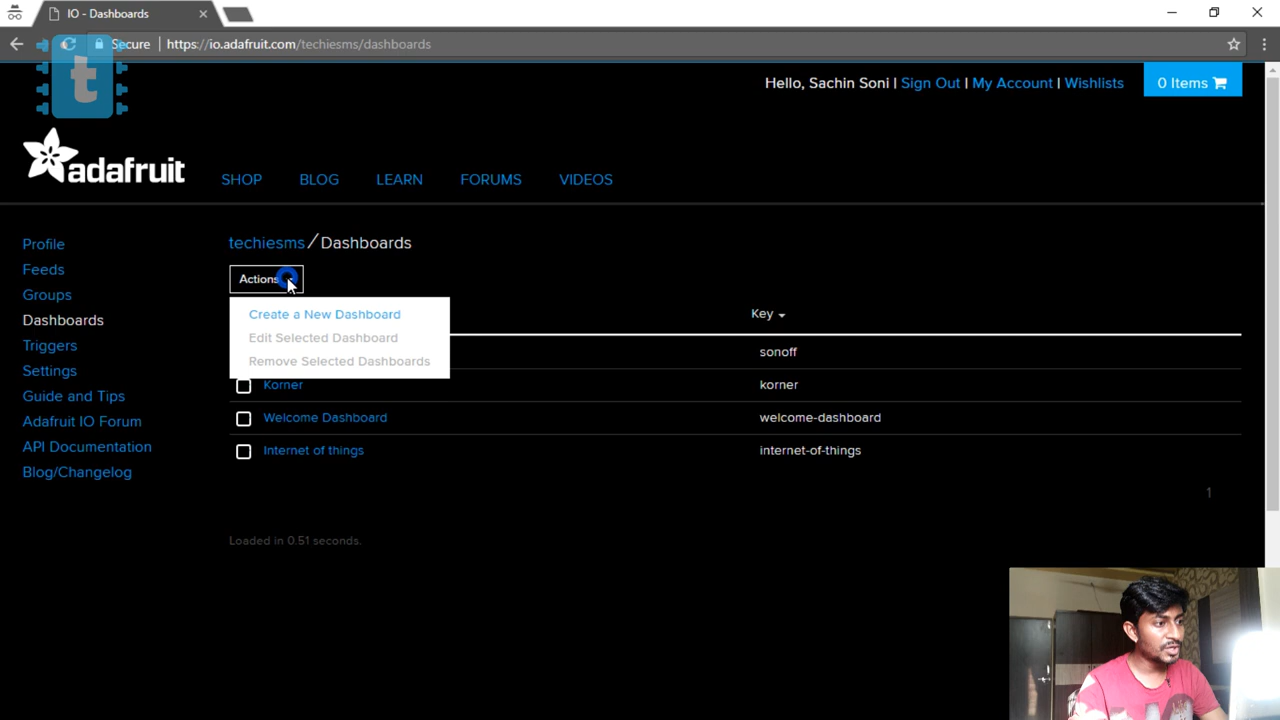 IO - Dashboards
Secure
https://io.adafruit.com/techiesms/dashboards
t
Hello, Sachin Soni | Sign Out | My Account | Wishlists
0 Items
adafruit
SHOP BLOG LEARN FORUMS VIDEOS
Profile
Feeds
Groups
Dashboards
Triggers
Settings
Guide and Tips
Adafruit IO Forum
API Documentation
Blog/Changelog
techiesms / Dashboards
Actions
Create a New Dashboard
Edit Selected Dashboard
Remove Selected Dashboards
Key
sonoff
Korner korner
Welcome Dashboard welcome-dashboard
Internet of things internet-of-things
1
Loaded in 0.51 seconds.